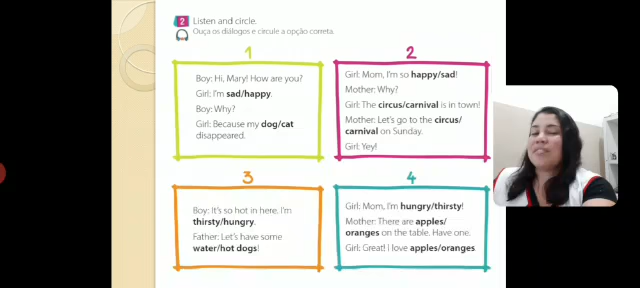 2 Listen and circle.
Ouça os diálogos e circule a opção correta.
1
Boy: Hi, Mary! How are you?
Girl: I'm sad/happy.
Boy: Why?
Girl: Because my dog/cat
disappeared.
2
Girl: Mom, I'm so happy/sad!
Mother: Why?
Girl: The circus/carnival is in town!
Mother: Let's go to the circus/
carnival on Sunday.
Girl: Yey!
3
Boy: It's so hot in here. I'm
thirsty/hungry.
Father: Let's have some
water/hot dogs!
4
Girl: Mom, I'm hungry/thirsty!
Mother: There are apples/
oranges on the table. Have one.
Girl: Great! I love apples/oranges.